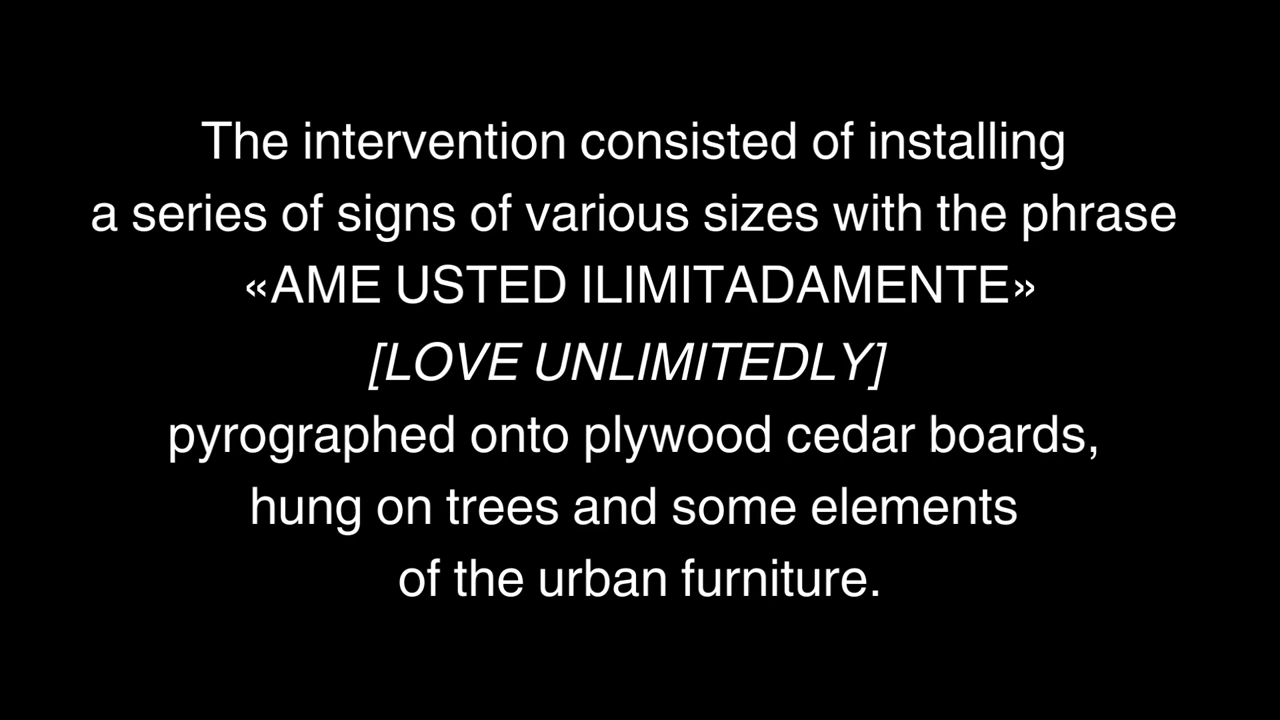 The intervention consisted of installing
a series of signs of various sizes with the phrase
«AME USTED ILIMITADAMENTE»
[LOVE UNLIMITEDLY]
pyrographed onto plywood cedar boards,
hung on trees and some elements
of the urban furniture.